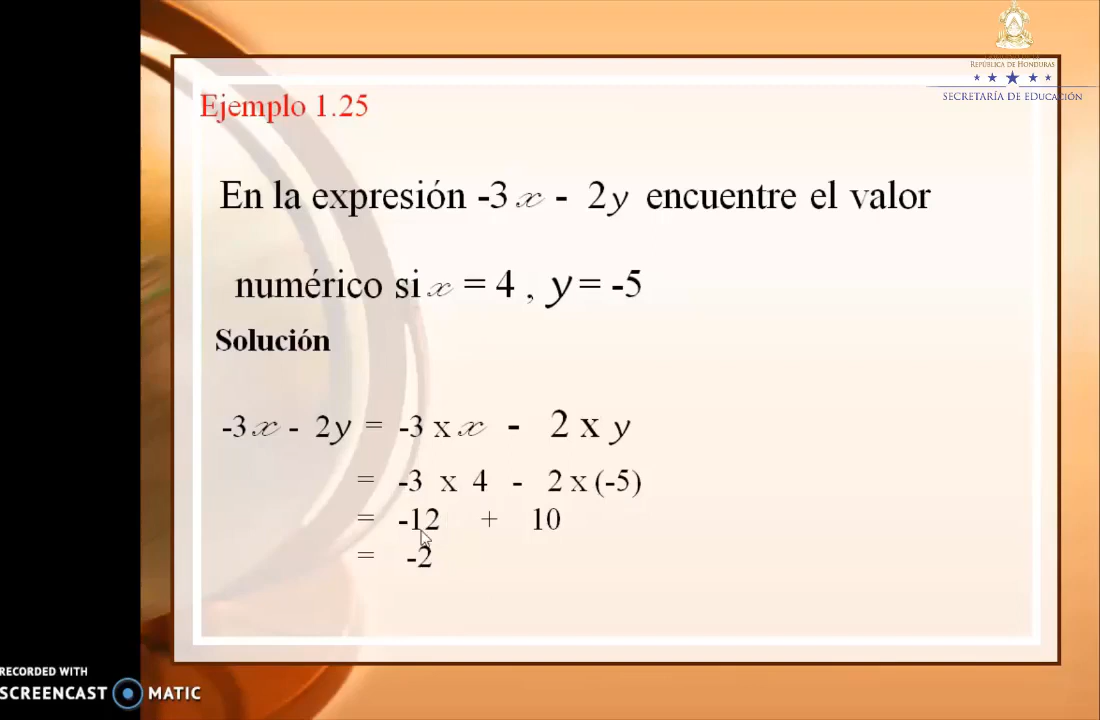 REPÚBLICA DE HONDURAS
SECRETARÍA DE EDUCACIÓN
Ejemplo 1.25
En la expresión -3x - 2y encuentre el valor
numérico si x = 4 , y = -5
Solución
-3x - 2y = -3 x x - 2 x y
= -3 x 4 - 2 x (-5)
= -12 + 10
= -2
RECORDED WITH
SCREENCAST MATIC